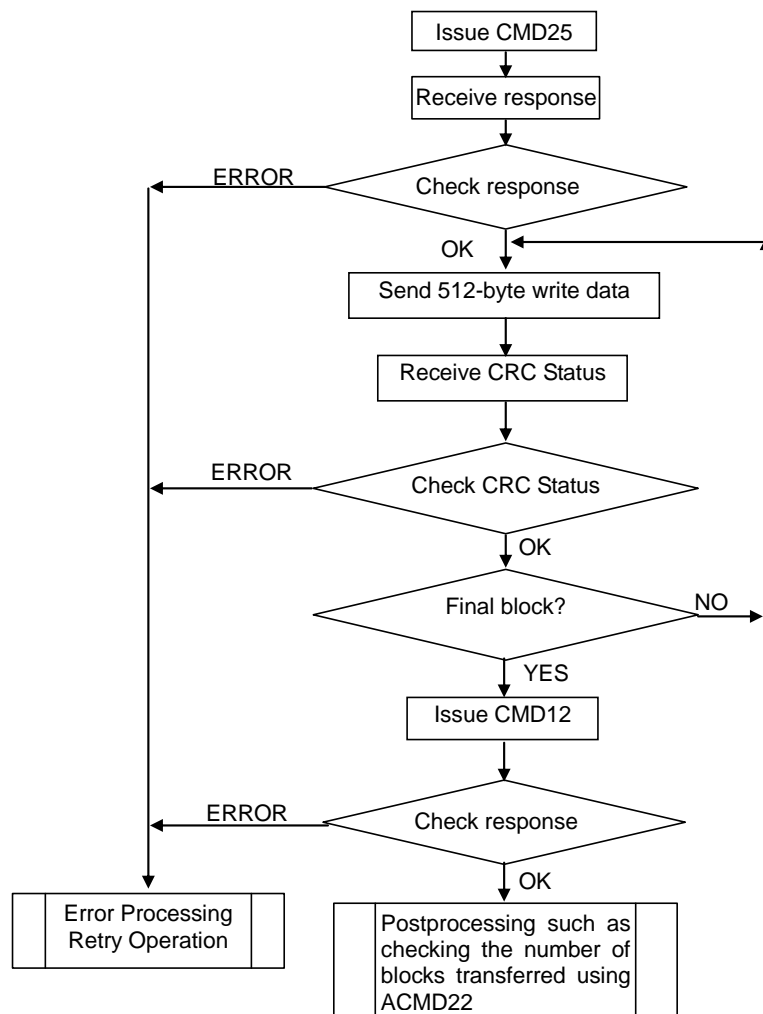 Issue CMD25
Receive response
ERROR
Check response
OK
Send 512-byte write data
Receive CRC Status
ERROR
Check CRC Status
OK
Final block?
NO
YES
Issue CMD12
ERROR
Check response
OK
Error Processing
Retry Operation
Postprocessing such as
checking the number of
blocks transferred using
ACMD22